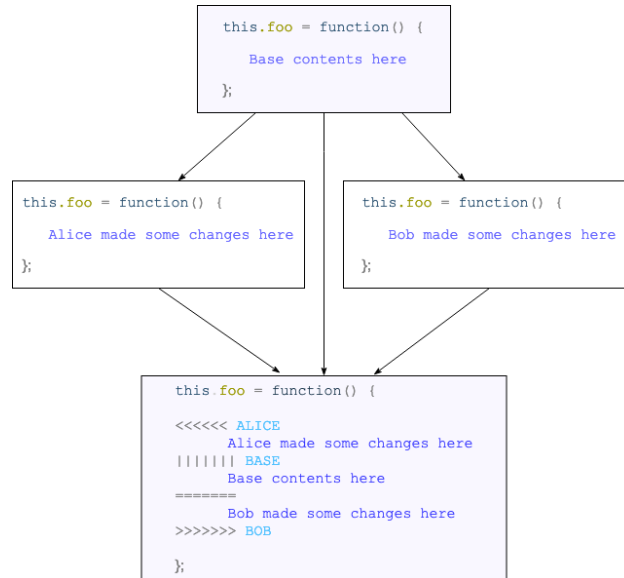 this.foo = function() {
Base contents here
};
this.foo = function() {
Alice made some changes here
};
this.foo = function() {
Bob made some changes here
};
this.foo = function() {
<<<<<< ALICE
Alice made some changes here
||||||| BASE
Base contents here
=======
Bob made some changes here
>>>>>>> BOB
};